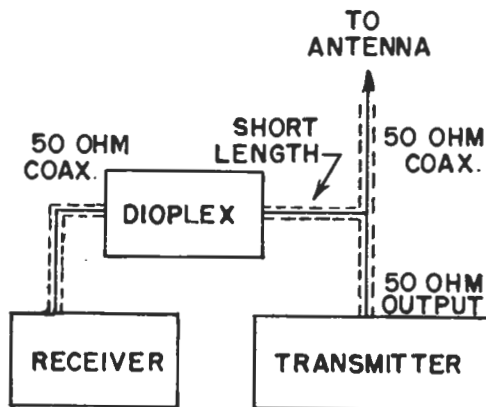 TO
ANTENNA
50 OHM
COAX.
SHORT
LENGTH
50 OHM
COAX.
DIOPLEX
50 OHM
OUTPUT
RECEIVER
TRANSMITTER